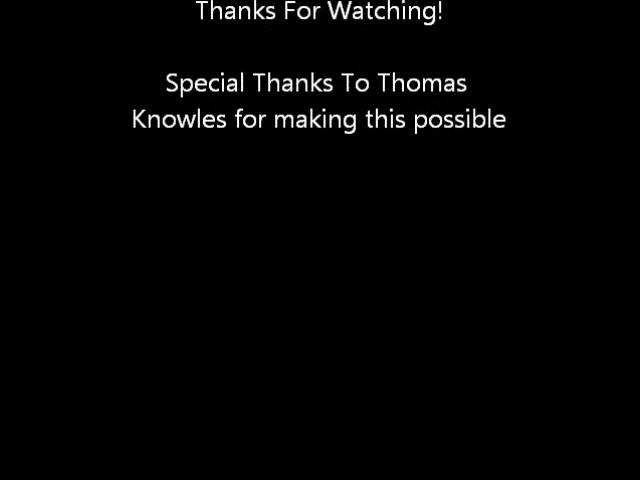 Thanks For Watching!
Special Thanks To Thomas
Knowles for making this possible